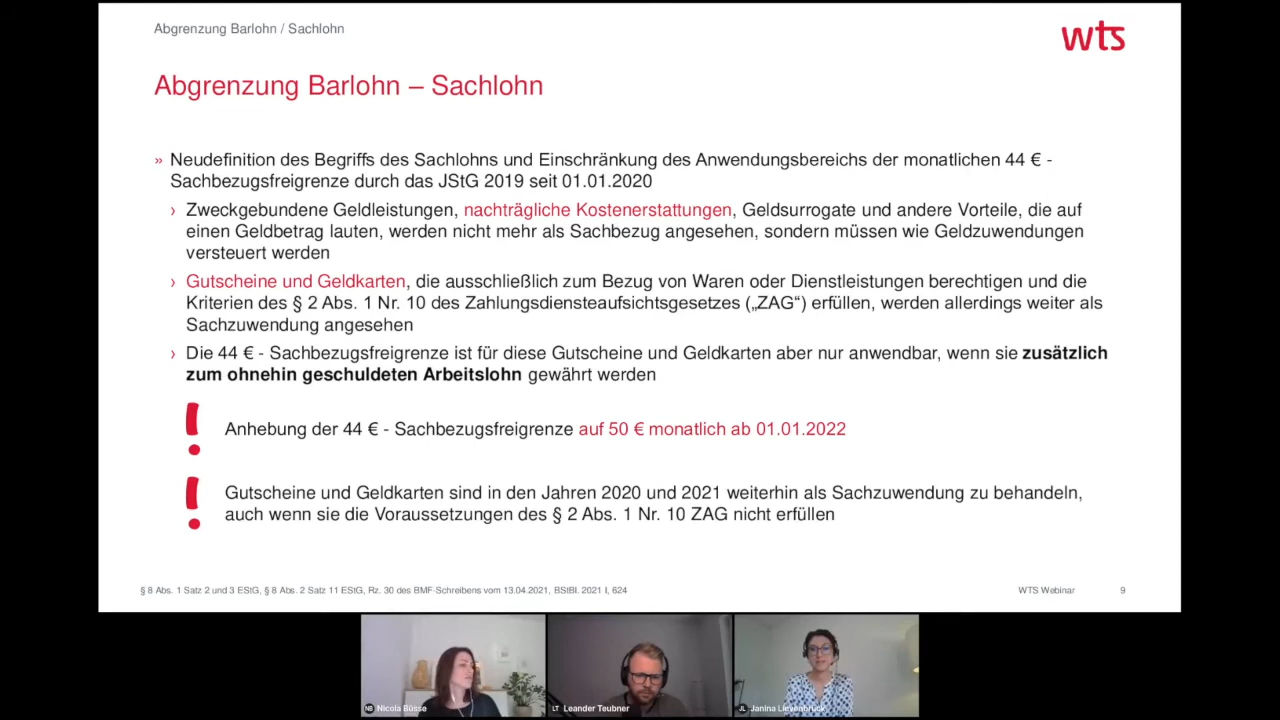 Abgrenzung Barlohn / Sachlohn
wts
Abgrenzung Barlohn – Sachlohn
» Neudefinition des Begriffs des Sachlohns und Einschränkung des Anwendungsbereichs der monatlichen 44 € -
Sachbezugsfreigrenze durch das JStG 2019 seit 01.01.2020
› Zweckgebundene Geldleistungen, nachträgliche Kostenerstattungen, Geldsurrogate und andere Vorteile, die auf
einen Geldbetrag lauten, werden nicht mehr als Sachbezug angesehen, sondern müssen wie Geldzuwendungen
versteuert werden
› Gutscheine und Geldkarten, die ausschließlich zum Bezug von Waren oder Dienstleistungen berechtigen und die
Kriterien des § 2 Abs. 1 Nr. 10 des Zahlungsdiensteaufsichtsgesetzes („ZAG“) erfüllen, werden allerdings weiter als
Sachzuwendung angesehen
› Die 44 € - Sachbezugsfreigrenze ist für diese Gutscheine und Geldkarten aber nur anwendbar, wenn sie zusätzlich
zum ohnehin geschuldeten Arbeitslohn gewährt werden
! Anhebung der 44 € - Sachbezugsfreigrenze auf 50 € monatlich ab 01.01.2022
! Gutscheine und Geldkarten sind in den Jahren 2020 und 2021 weiterhin als Sachzuwendung zu behandeln,
auch wenn sie die Voraussetzungen des § 2 Abs. 1 Nr. 10 ZAG nicht erfüllen
§ 8 Abs. 1 Satz 2 und 3 EStG, § 8 Abs. 2 Satz 11 EStG, Rz. 30 des BMF-Schreibens vom 13.04.2021, BStBl. 2021 I, 624
WTS Webinar 9
NB Nicola Büsse
LT Leander Teubner
JL Janina